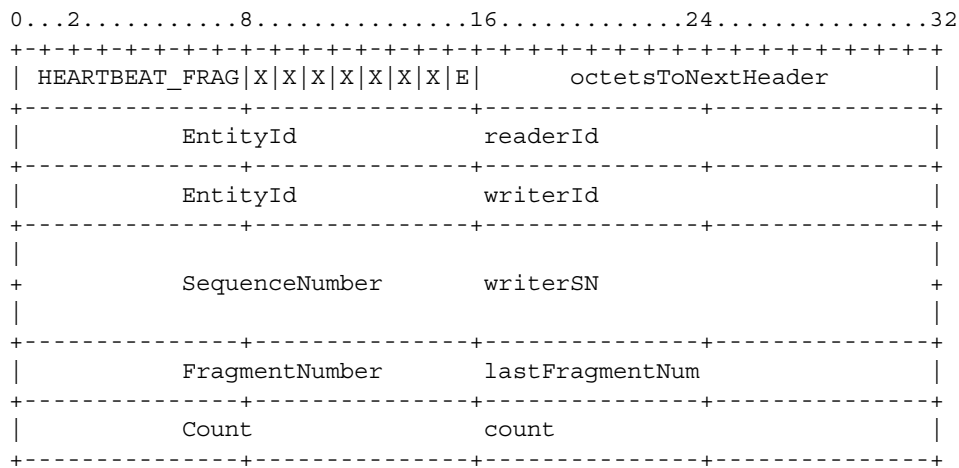 0...2...........8...............16.............24...............32
+-+-+-+-+-+-+-+-+-+-+-+-+-+-+-+-+-+-+-+-+-+-+-+-+-+-+-+-+-+-+-+-+
| HEARTBEAT_FRAG|X|X|X|X|X|X|X|E|      octetsToNextHeader       |
+---------------+---------------+---------------+---------------+
|           EntityId            readerId                        |
+---------------+---------------+---------------+---------------+
|           EntityId            writerId                        |
+---------------+---------------+---------------+---------------+
|                                                               |
+           SequenceNumber      writerSN                        +
|                                                               |
+---------------+---------------+---------------+---------------+
|           FragmentNumber      lastFragmentNum                 |
+---------------+---------------+---------------+---------------+
|           Count               count                           |
+---------------+---------------+---------------+---------------+